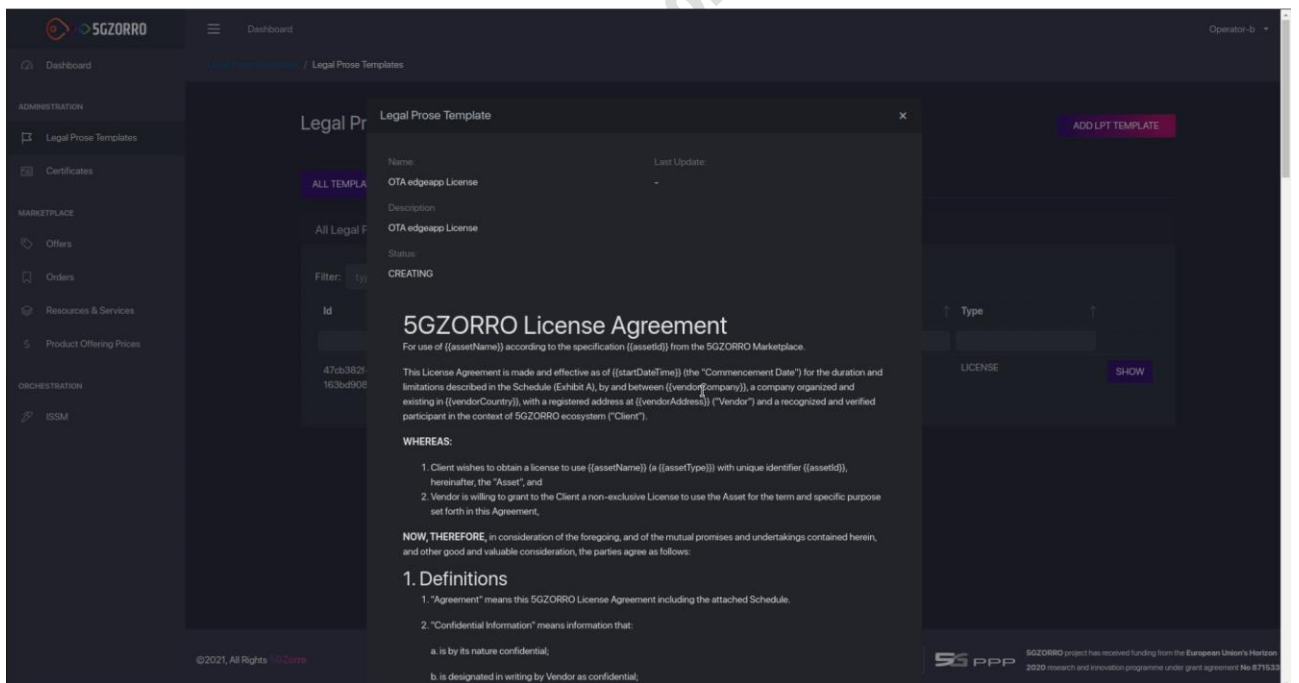 5GZORRO
Dashboard
Operator-b
Dashboard
/ Legal Prose Templates
ADMINISTRATION
Legal Prose Templates
Certificates
MARKETPLACE
Offers
Orders
Resources & Services
Product Offering Prices
ORCHESTRATION
ISSM
Legal Pr
ADD LPT TEMPLATE
ALL TEMPLA
All Legal P
Filter:
Id
Type
47cb382f-
163bd908
LICENSE
SHOW
Legal Prose Template
×
Name:
Last Update:
OTA edgeapp License
-
Description
OTA edgeapp License
Status:
CREATING
5GZORRO License Agreement
For use of {{assetName}} according to the specification {{assetId}} from the 5GZORRO Marketplace.
This License Agreement is made and effective as of {{startDateTime}} (the "Commencement Date") for the duration and
limitations described in the Schedule (Exhibit A), by and between {{vendorCompany}}, a company organized and
existing in {{vendorCountry}}, with a registered address at {{vendorAddress}} ("Vendor") and a recognized and verified
participant in the context of 5GZORRO ecosystem ("Client").
WHEREAS:
1. Client wishes to obtain a license to use {{assetName}} (a {{assetType}}) with unique identifier {{assetId}},
hereinafter, the "Asset", and
2. Vendor is willing to grant to the Client a non-exclusive License to use the Asset for the term and specific purpose
set forth in this Agreement,
NOW, THEREFORE, in consideration of the foregoing, and of the mutual promises and undertakings contained herein,
and other good and valuable consideration, the parties agree as follows:
1. Definitions
1. "Agreement" means this 5GZORRO License Agreement including the attached Schedule.
2. "Confidential Information" means information that:
a. is by its nature confidential;
b. is designated in writing by Vendor as confidential;
©2021, All Rights 5GZorro
5G PPP
5GZORRO project has received funding from the European Union's Horizon
2020 research and innovation programme under grant agreement No 871533